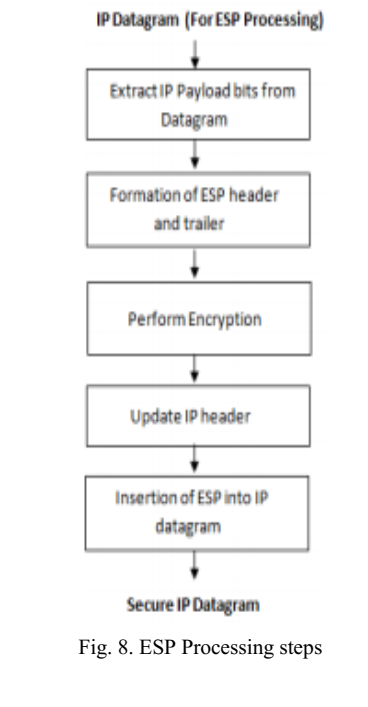 IP Datagram (For ESP Processing)
Extract IP Payload bits from
Datagram
Formation of ESP header
and trailer
Perform Encryption
Update IP header
Insertion of ESP into IP
datagram
Secure IP Datagram
Fig. 8. ESP Processing steps